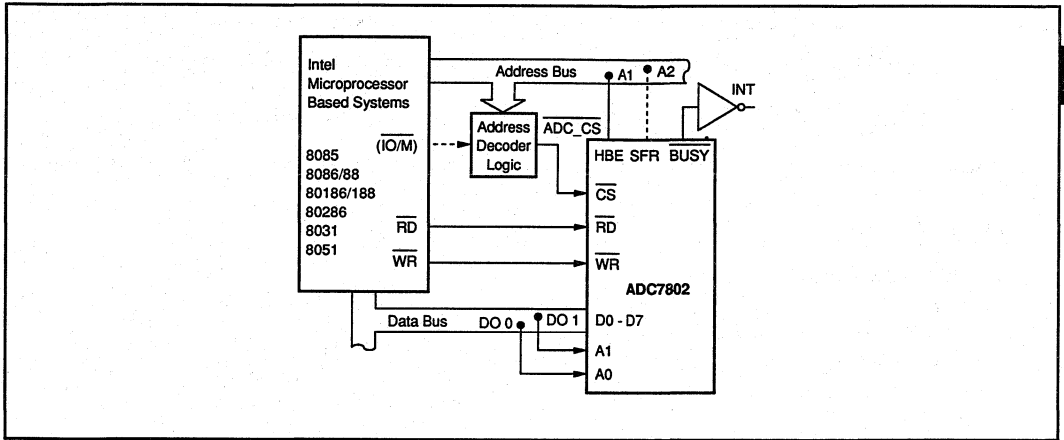 Intel
Microprocessor
Based Systems
(IO/M)
8085
8086/88
80186/188
80286
8031
8051
RD
WR
Address Bus
A1
A2
INT
Address
Decoder
Logic
ADC_CS
HBE SFR BUSY
CS
RD
WR
ADC7802
Data Bus
DO 0
DO 1
D0 - D7
A1
A0